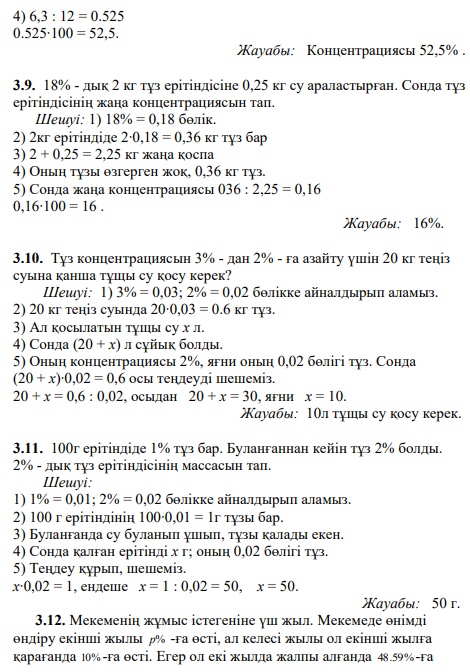 4) 6,3 : 12 = 0.525
0.525·100 = 52,5.
Жауабы: Концентрациясы 52,5% .
3.9. 18% - дық 2 кг тұз ерітіндісіне 0,25 кг су араластырған. Сонда тұз
ерітіндісінің жаңа концентрациясын тап.
Шешуі: 1) 18% = 0,18 бөлік.
2) 2кг ерітіндіде 2·0,18 = 0,36 кг тұз бар
3) 2 + 0,25 = 2,25 кг жаңа қоспа
4) Оның тұзы өзгерген жоқ, 0,36 кг тұз.
5) Сонда жаңа концентрациясы 036 : 2,25 = 0,16
0,16·100 = 16 .
Жауабы: 16%.
3.10. Тұз концентрациясын 3% - дан 2% - ға азайту үшін 20 кг теңіз
суына қанша тұщы су қосу керек?
Шешуі: 1) 3% = 0,03; 2% = 0,02 бөлікке айналдырып аламыз.
2) 20 кг теңіз суында 20·0,03 = 0.6 кг тұз.
3) Ал қосылатын тұщы су x л.
4) Сонда (20 + x) л сұйық болды.
5) Оның концентрациясы 2%, яғни оның 0,02 бөлігі тұз. Сонда
(20 + x)·0,02 = 0,6 осы теңдеуді шешеміз.
20 + x = 0,6 : 0,02, осыдан 20 + x = 30, яғни x = 10.
Жауабы: 10л тұщы су қосу керек.
3.11. 100г ерітіндіде 1% тұз бар. Буланғаннан кейін тұз 2% болды.
2% - дық тұз ерітіндісінің массасын тап.
Шешуі:
1) 1% = 0,01; 2% = 0,02 бөлікке айналдырып аламыз.
2) 100 г ерітіндінің 100·0,01 = 1г тұзы бар.
3) Буланғанда су буланып ұшып, тұзы қалады екен.
4) Сонда қалған ерітінді x г; оның 0,02 бөлігі тұз.
5) Теңдеу құрып, шешеміз.
x·0,02 = 1, ендеше x = 1 : 0,02 = 50, x = 50.
Жауабы: 50 г.
3.12. Мекеменің жұмыс істегеніне үш жыл. Мекемеде өнімді
өндіру екінші жылы p% -ға өсті, ал келесі жылы ол екінші жылға
қарағанда 10% -ға өсті. Егер ол екі жылда жалпы алғанда 48.59% -ға